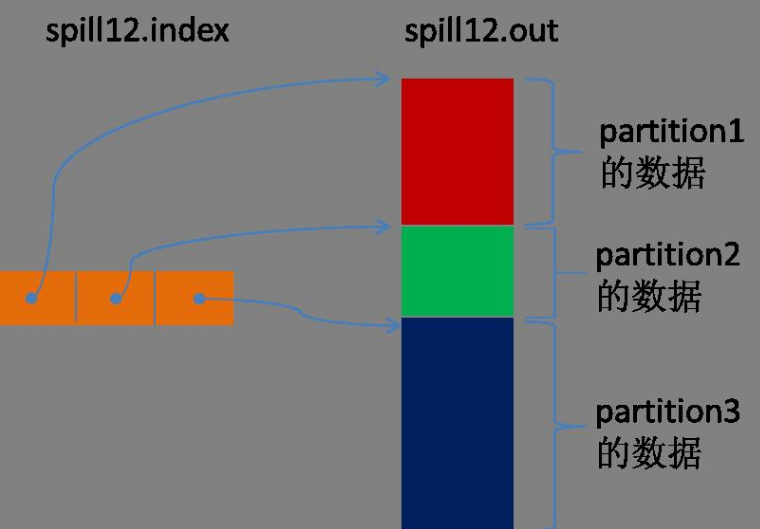 spill12.index
spill12.out
partition1
的数据
partition2
的数据
partition3
的数据